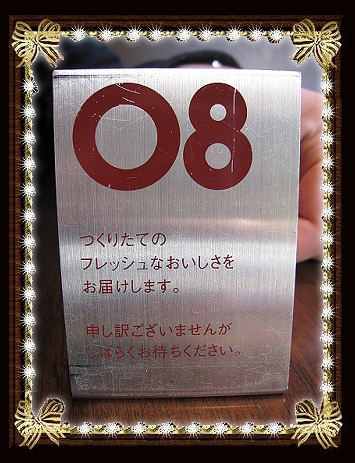 08
つくりたての
フレッシュなおいしさを
お届けします。
申し訳ございませんが
しばらくお待ちください。